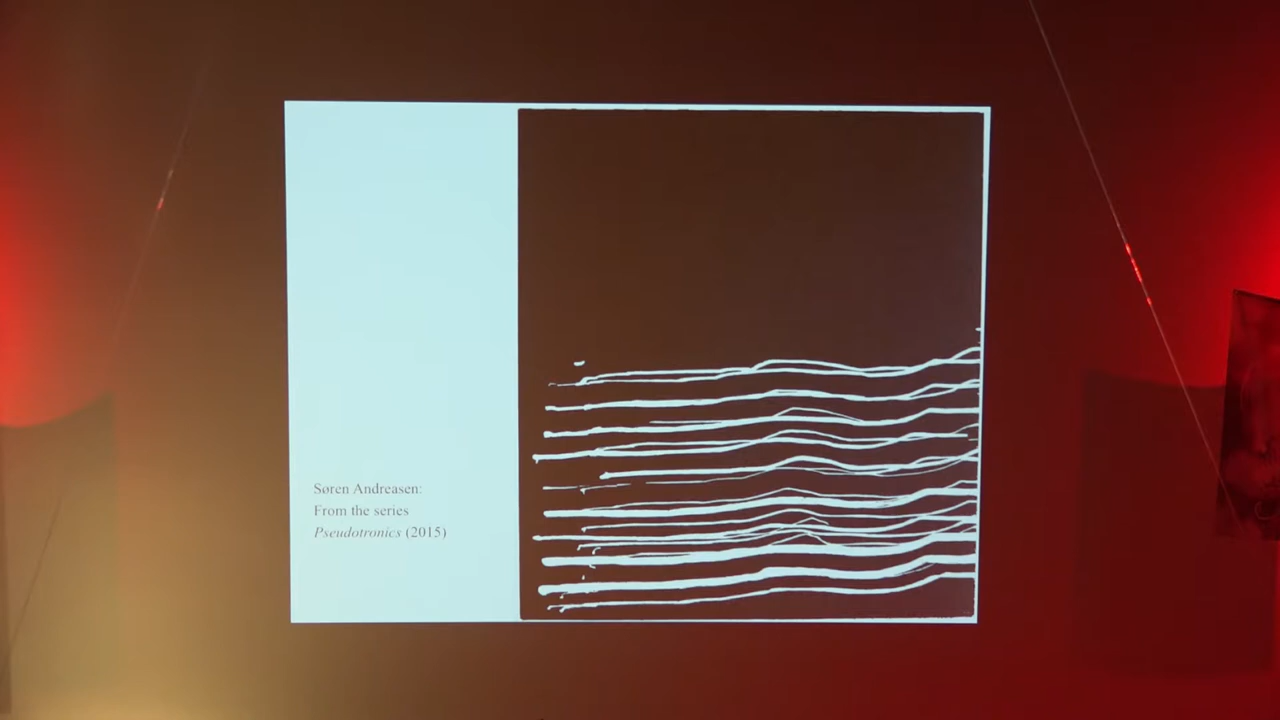 Søren Andreasen:
From the series
Pseudotronics (2015)